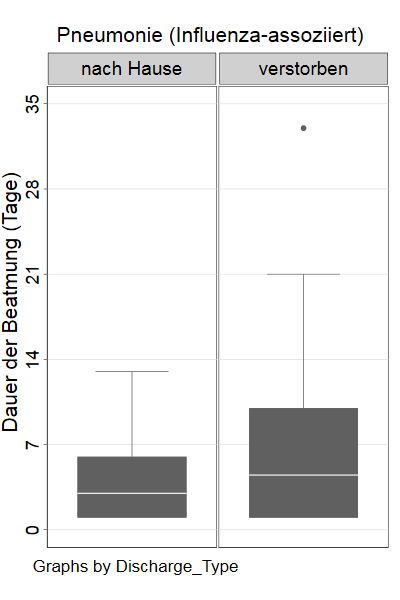 Pneumonie (Influenza-assoziiert)
nach Hause
verstorben
Dauer der Beatmung (Tage)
35
28
21
14
7
0
Graphs by Discharge_Type